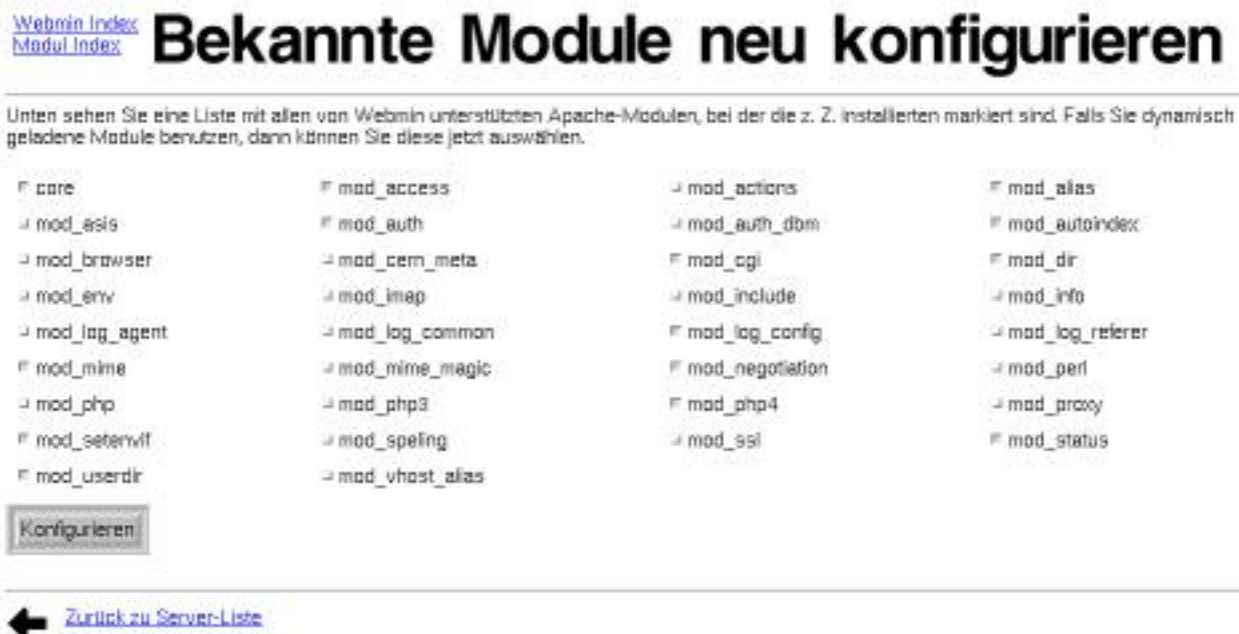 Webmin Index
Modul Index
Bekannte Module neu konfigurieren
Unten sehen Sie eine Liste mit allen von Webmin unterstützten Apache-Modulen, bei der die z. Z. installierten markiert sind. Falls Sie dynamisch
geladene Module benutzen, dann können Sie diese jetzt auswählen.
core mod_access mod_actions mod_alias
mod_asis mod_auth mod_auth_dbm mod_autoindex
mod_browser mod_cern_meta mod_cgi mod_dir
mod_env mod_imap mod_include mod_info
mod_log_agent mod_log_common mod_log_config mod_log_referer
mod_mime mod_mime_magic mod_negotiation mod_perl
mod_php mod_php3 mod_php4 mod_proxy
mod_setenvif mod_speling mod_ssl mod_status
mod_userdir mod_vhost_alias
Konfigurieren
Zurück zu Server-Liste